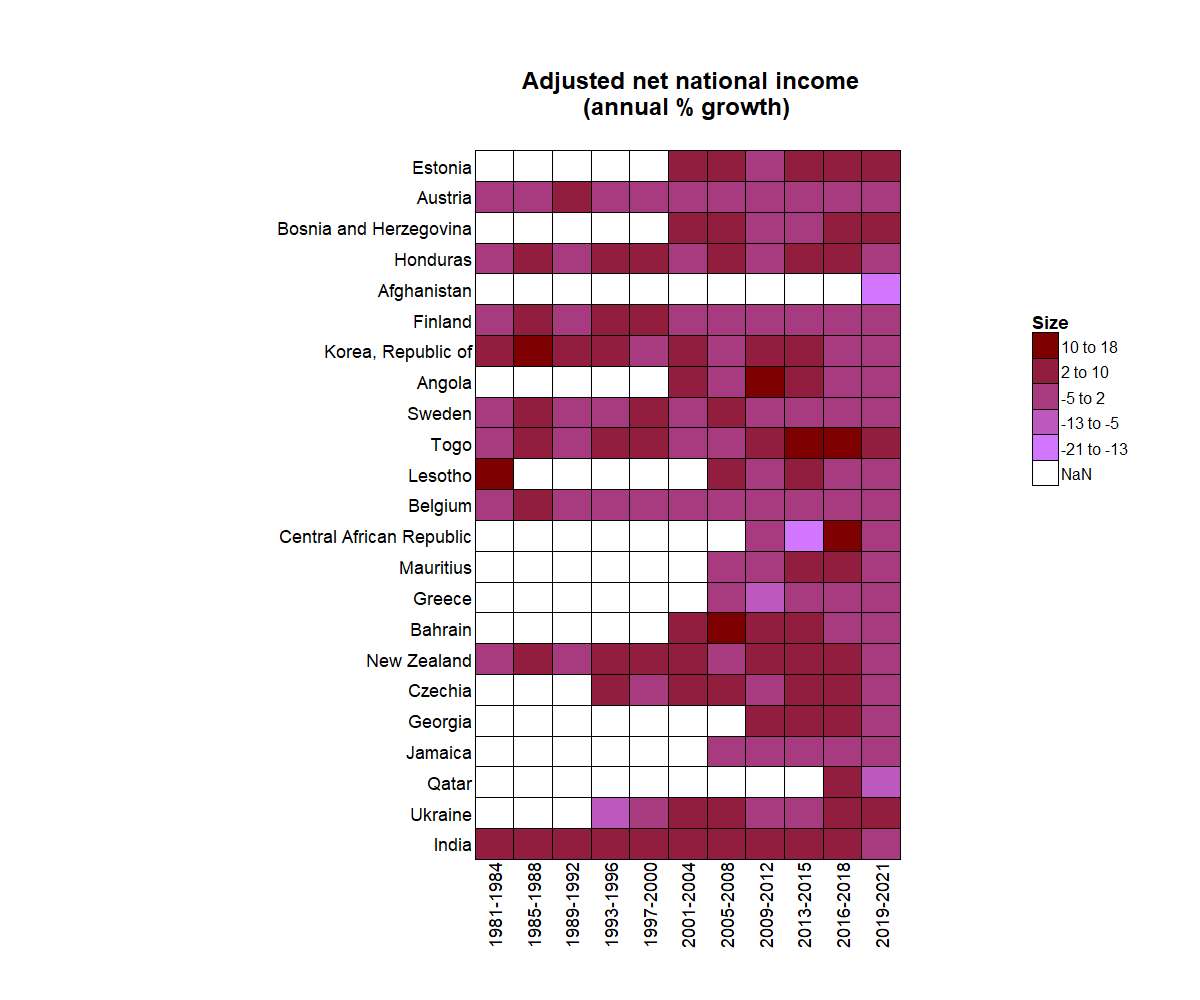 Adjusted net national income
(annual % growth)
Estonia
Austria
Bosnia and Herzegovina
Honduras
Afghanistan
Finland
Korea, Republic of
Angola
Sweden
Togo
Lesotho
Belgium
Central African Republic
Mauritius
Greece
Bahrain
New Zealand
Czechia
Georgia
Jamaica
Qatar
Ukraine
India
1981-1984
1985-1988
1989-1992
1993-1996
1997-2000
2001-2004
2005-2008
2009-2012
2013-2015
2016-2018
2019-2021
Size
10 to 18
2 to 10
-5 to 2
-13 to -5
-21 to -13
NaN